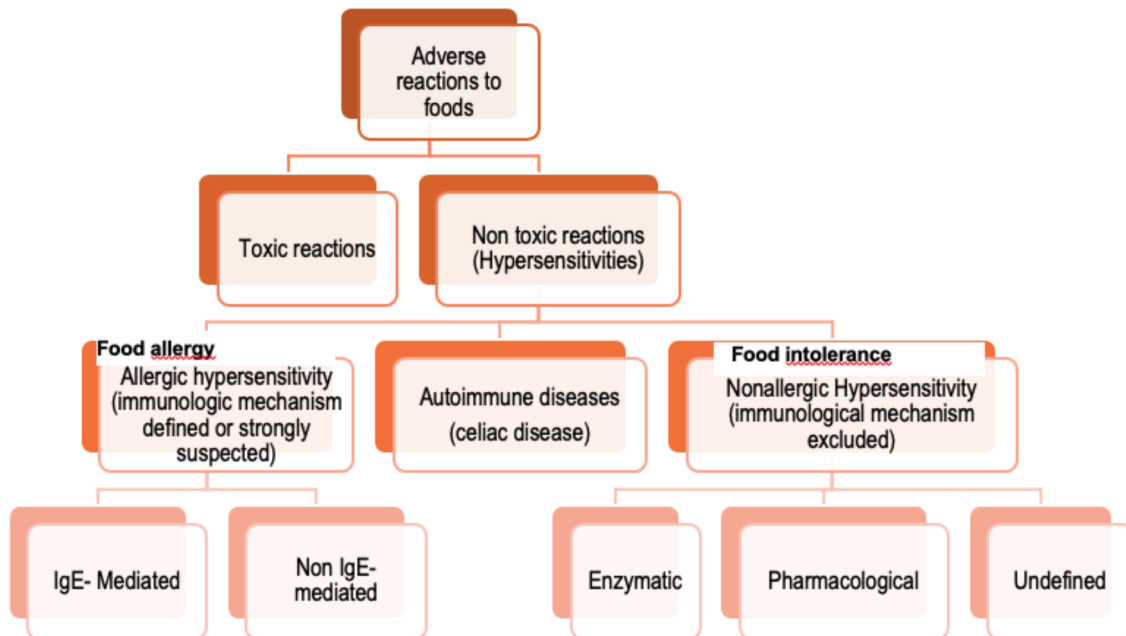 Adverse
reactions to
foods
Toxic reactions
Non toxic reactions
(Hypersensitivities)
Food allergy
Allergic hypersensitivity
(immunologic mechanism
defined or strongly
suspected)
Autoimmune diseases
(celiac disease)
Food intolerance
Nonallergic Hypersensitivity
(immunological mechanism
excluded)
IgE- Mediated
Non IgE-
mediated
Enzymatic
Pharmacological
Undefined